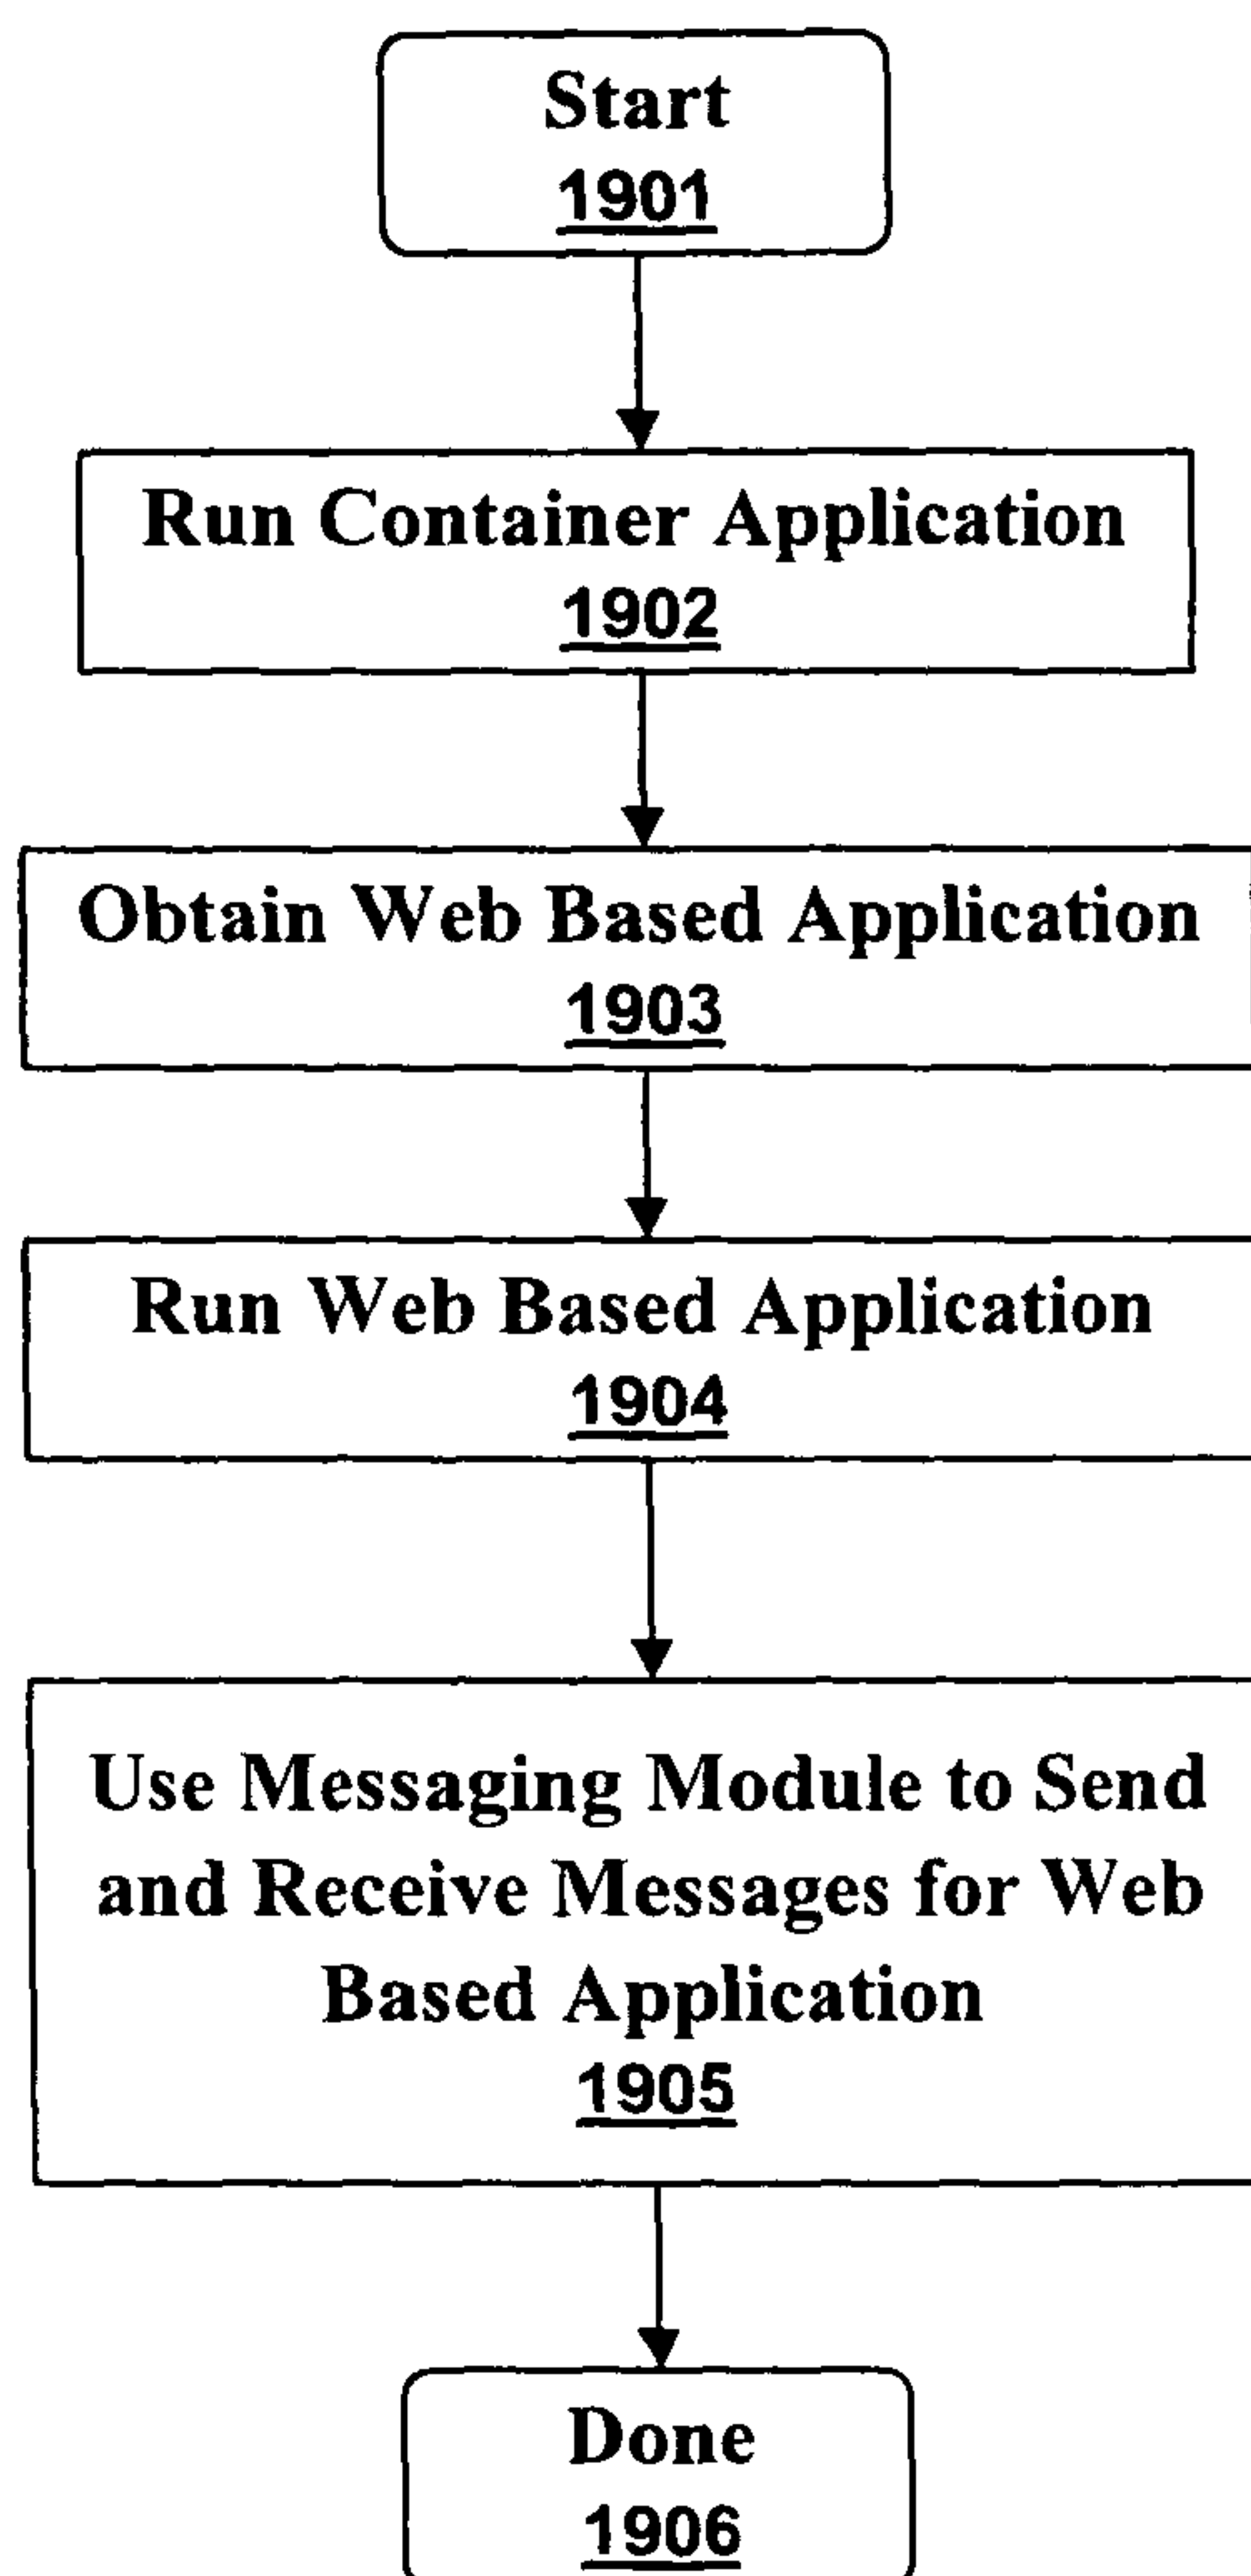 Start
1901
Run Container Application
1902
Obtain Web Based Application
1903
Run Web Based Application
1904
Use Messaging Module to Send
and Receive Messages for Web
Based Application
1905
Done
1906